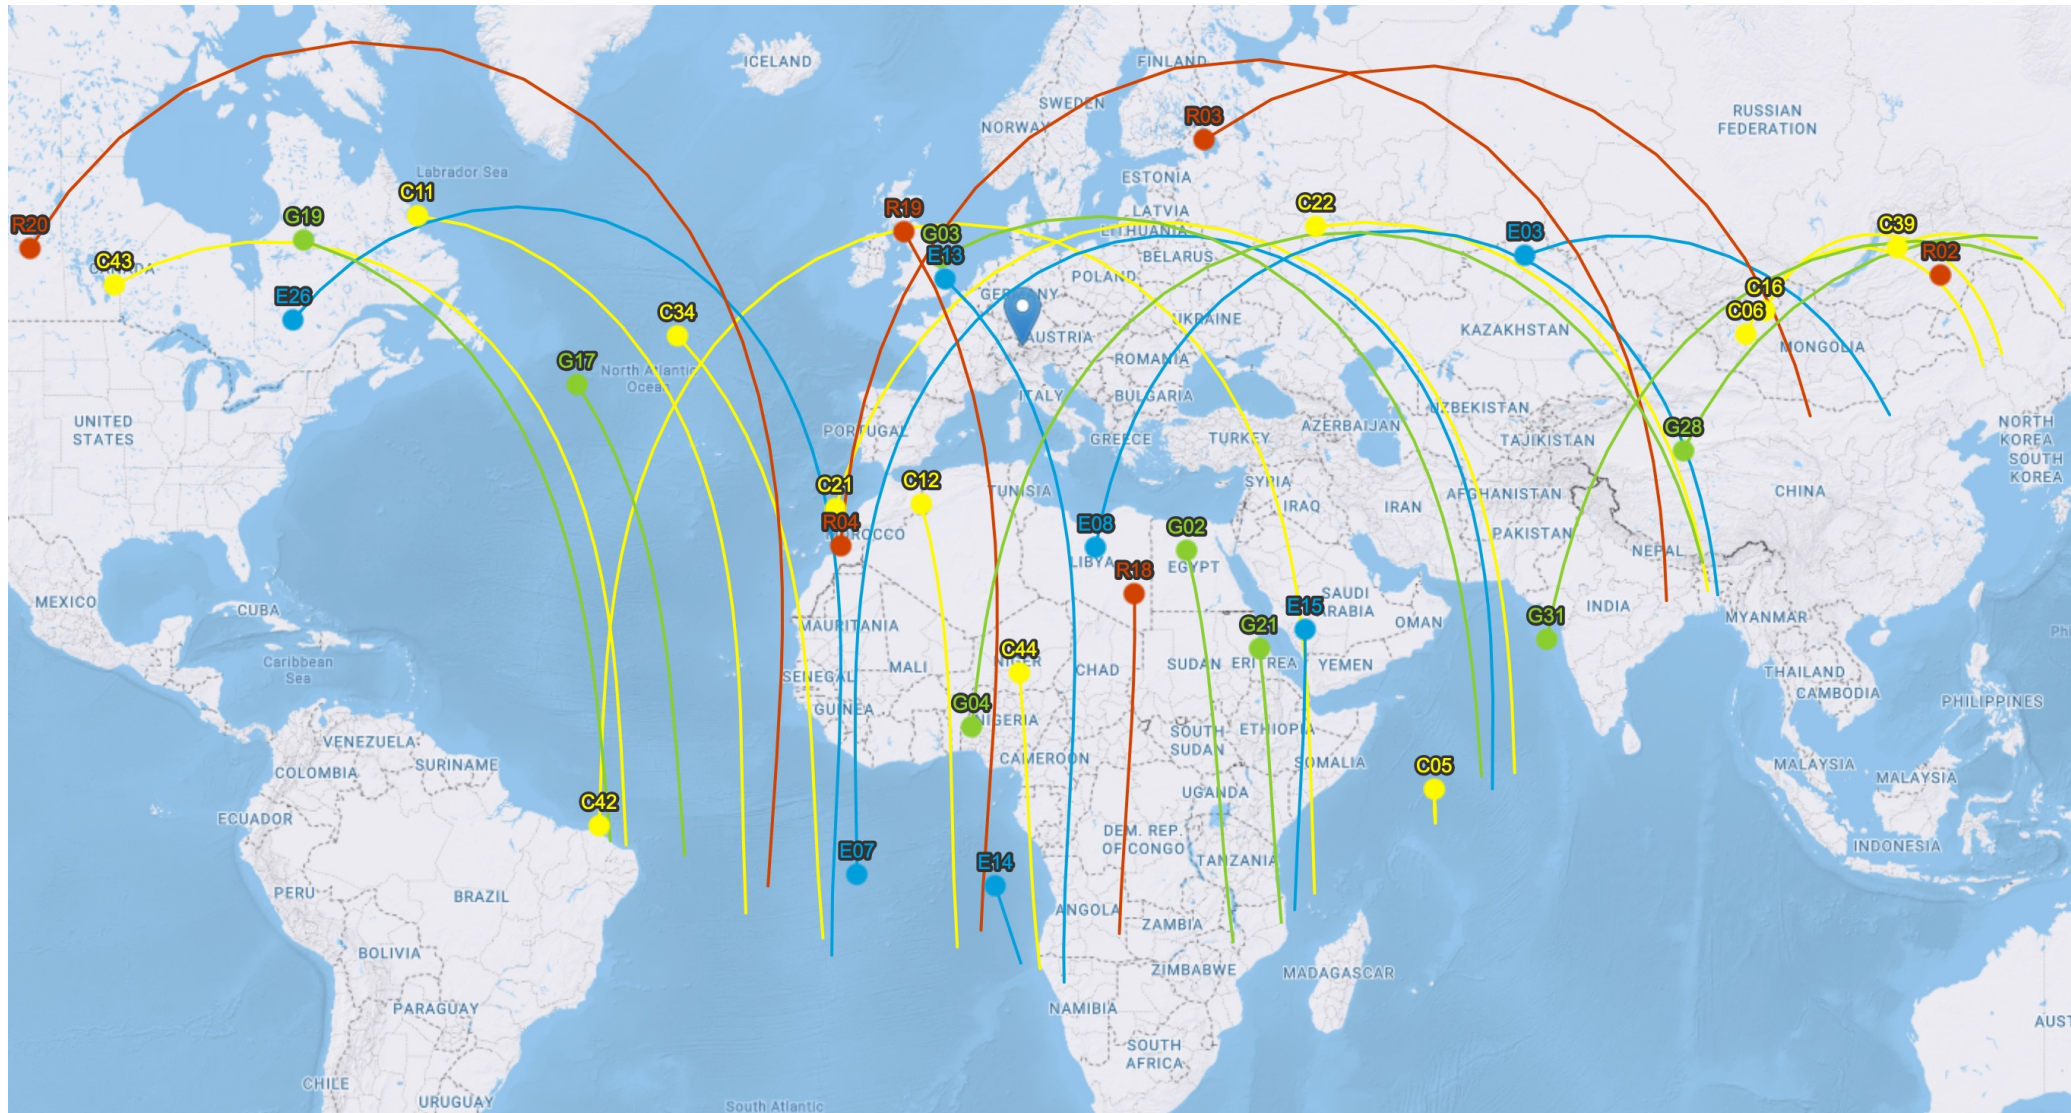 ICELAND
FINLAND
SWEDEN
NORWAY
RUSSIAN
FEDERATION
R03
Labrador Sea
ESTONIA
C11
R20
G19
R19
G03
LATVIA
LITHUANIA
C22
E03
C39
CANADA
C43
E13
BELARUS
R02
E26
GERMANY
POLAND
C16
C34
UKRAINE
C06
AUSTRIA
KAZAKHSTAN
MONGOLIA
G17
North Atlantic
Ocean
ROMANIA
ITALY
BULGARIA
UNITED
STATES
PORTUGAL
GREECE
TURKEY
AZERBAIJAN
UZBEKISTAN
TAJIKISTAN
G28
NORTH
KOREA
SOUTH
KOREA
C21
C12
TUNISIA
SYRIA
IRAQ
IRAN
AFGHANISTAN
CHINA
R04
MOROCCO
E08
LIBYA
G02
EGYPT
PAKISTAN
NEPAL
R18
MEXICO
CUBA
MAURITANIA
SAUDI
ARABIA
E15
OMAN
G31
INDIA
MYANMAR
Caribbean
Sea
SENEGAL
MALI
C44
NIGER
CHAD
SUDAN
G21
ERITREA
YEMEN
THAILAND
CAMBODIA
PHILIPPINES
GUINEA
G04
NIGERIA
VENEZUELA
COLOMBIA
SURINAME
CAMEROON
SOUTH
SUDAN
ETHIOPIA
SOMALIA
C05
MALAYSIA
MALAYSIA
ECUADOR
C42
UGANDA
DEM. REP.
OF CONGO
E07
E14
TANZANIA
INDONESIA
PERU
BRAZIL
ANGOLA
ZAMBIA
BOLIVIA
ZIMBABWE
MADAGASCAR
PARAGUAY
NAMIBIA
AUST
SOUTH
AFRICA
CHILE
URUGUAY
South Atlantic